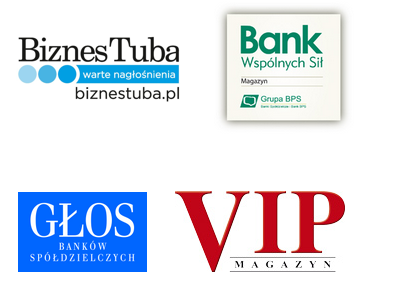 BiznesTuba
warte nagłośnienia
biznestuba.pl
Bank
Wspólnych Sił
Magazyn
Grupa BPS
GŁOS
BANKÓW
SPÓŁDZIELCZYCH
VIP
MAGAZYN